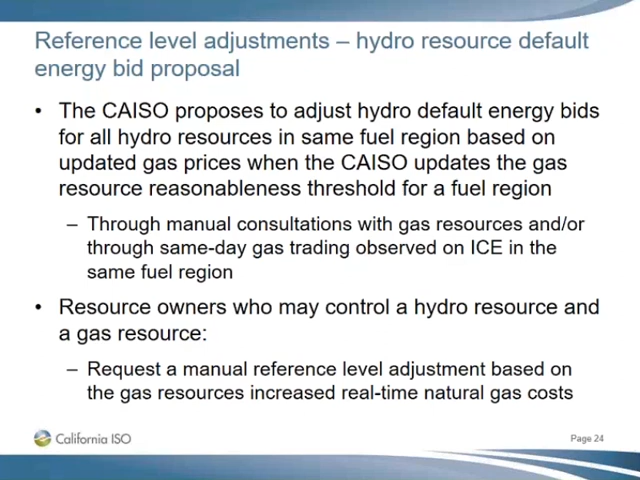 Reference level adjustments – hydro resource default
energy bid proposal
• The CAISO proposes to adjust hydro default energy bids
for all hydro resources in same fuel region based on
updated gas prices when the CAISO updates the gas
resource reasonableness threshold for a fuel region
– Through manual consultations with gas resources and/or
through same-day gas trading observed on ICE in the
same fuel region
• Resource owners who may control a hydro resource and
a gas resource:
– Request a manual reference level adjustment based on
the gas resources increased real-time natural gas costs
California ISO
Page 24